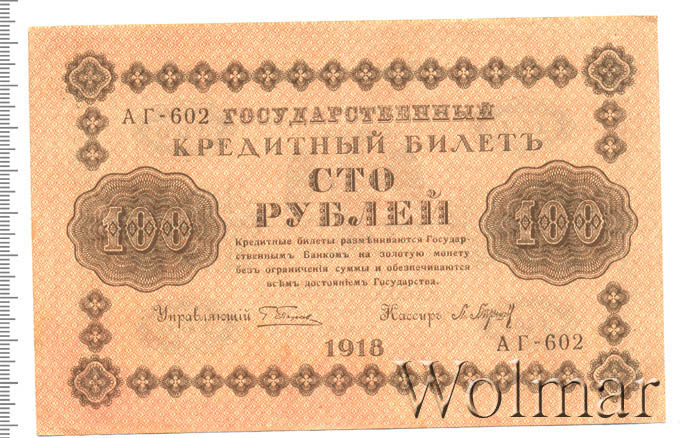 АГ-602 ГОСУДАРСТВЕННЫЙ
КРЕДИТНЫЙ БИЛЕТЪ
СТО
РУБЛЕЙ
100
100
Кредитные билеты размѣниваются Государ-
ственнымъ Банкомъ на золотую монету
безъ ограниченія суммы и обезпечиваются
всѣмъ достояніемъ Государства.
Управляющій
Кассиръ
1918
АГ-602
Wolmar